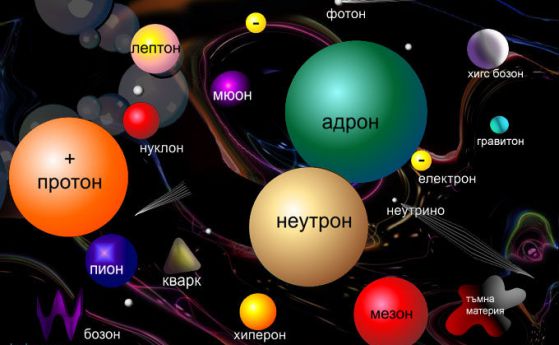 фотон
-
лептон
хигс бозон
мюон
адрон
гравитон
нуклон
+
протон
-
електрон
неутрон
неутрино
пион
кварк
бозон
хиперон
мезон
тъмна
материя